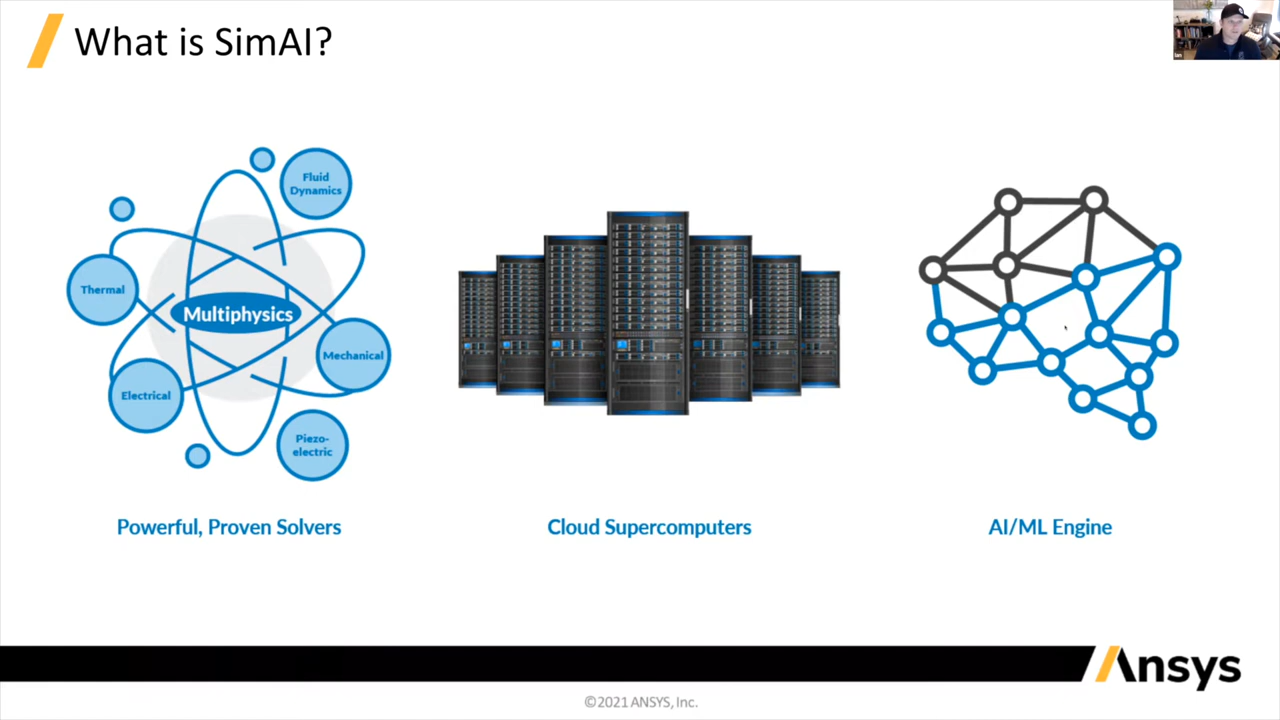 What is SimAI?
Fluid
Dynamics
Thermal
Multiphysics
Mechanical
Electrical
Piezo-
electric
Powerful, Proven Solvers
Cloud Supercomputers
AI/ML Engine
Ansys
©2021 ANSYS, Inc.